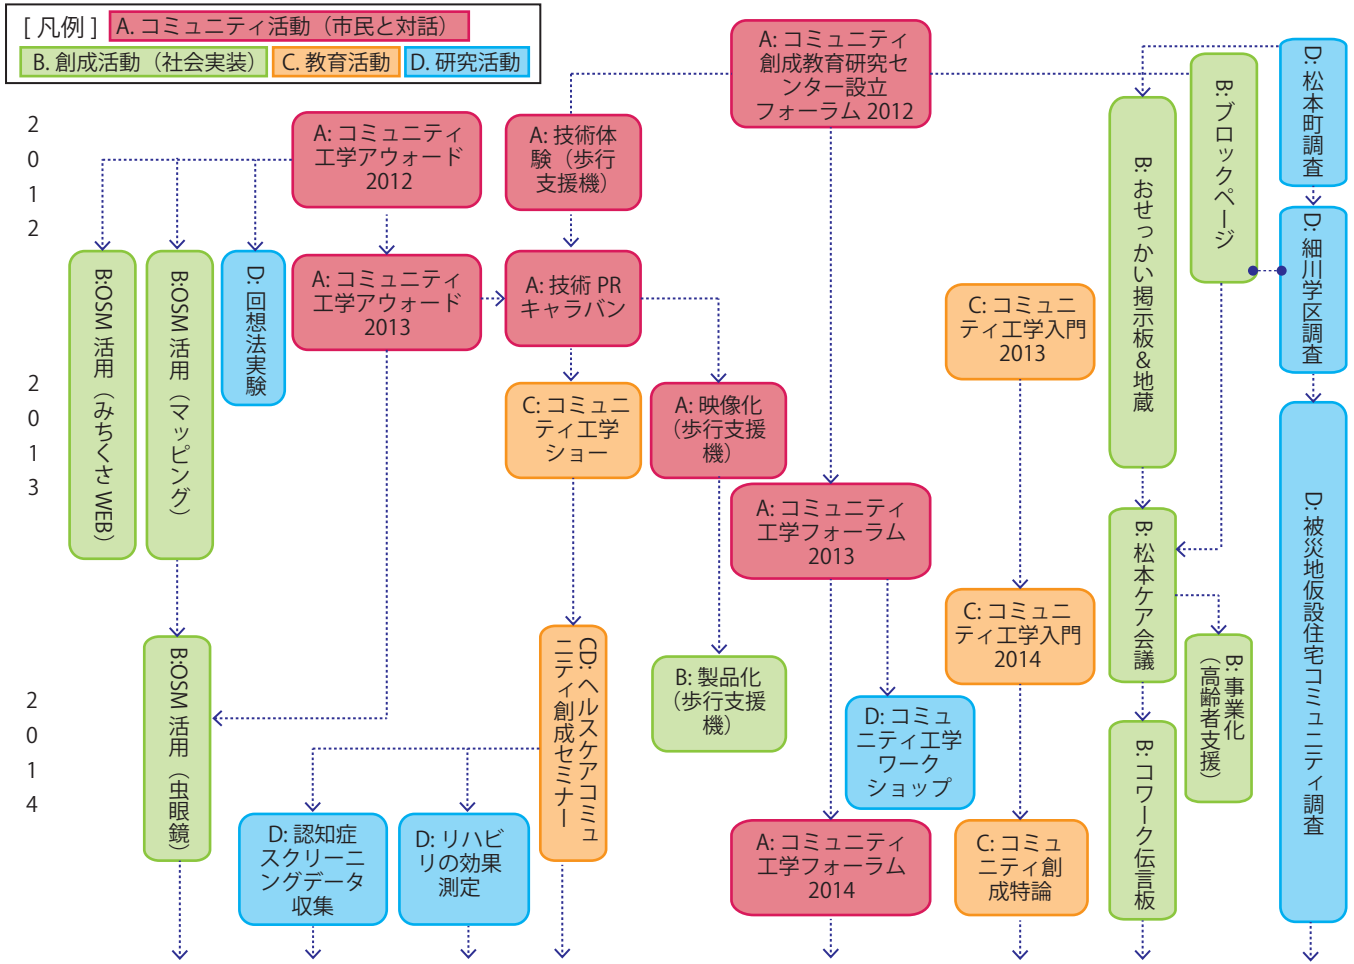 [ 凡例 ]
A. コミュニティ活動（市民と対話）
B. 創成活動（社会実装）
C. 教育活動
D. 研究活動
2
0
1
2
2
0
1
3
2
0
1
4
A: コミュニティ
創成教育研究セ
ンター設立
フォーラム 2012
A: コミュニティ
工学アウォード
2012
A: 技術体
験（歩行
支援機）
B: ブロックページ
D: 松本町調査
B: おせっかい掲示板＆地蔵
D: 細川学区調査
B:OSM 活用（みちくさ WEB）
B:OSM 活用（マッピング）
D: 回想法実験
A: コミュニティ
工学アウォード
2013
A: 技術 PR
キャラバン
C: コミュニ
ティ工学入門
2013
C: コミュニ
ティ工学
ショー
A: 映像化
（歩行支援
機）
A: コミュニティ
工学フォーラム
2013
B: 松本ケア会議
D: 被災地仮設住宅コミュニティ調査
C: コミュニ
ティ工学入門
2014
B:OSM 活用（虫眼鏡）
CD: ヘルスケアコミュ
ニティ創成セミナー
B: 製品化
（歩行支援
機）
D: コミュ
ニティ工学
ワーク
ショップ
B: 事業化
（高齢者支援）
B: コワーク伝言板
D: 認知症
スクリーニ
ングデータ
収集
D: リハビ
リの効果
測定
A: コミュニティ
工学フォーラム
2014
C: コミュ
ニティ創
成特論